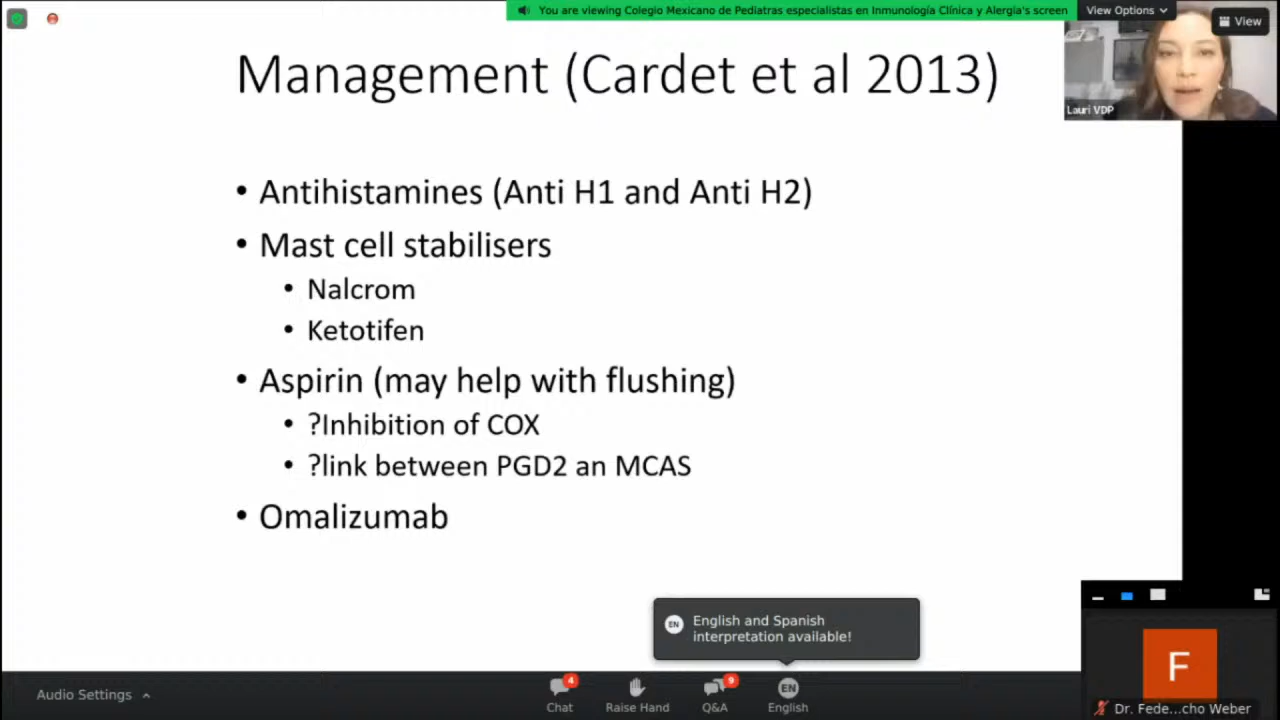 You are viewing Colegio Mexicano de Pediatras especialistas en Inmunología Clínica y Alergia's screen
View Options
View
Lauri VDP
Management (Cardet et al 2013)
• Antihistamines (Anti H1 and Anti H2)
• Mast cell stabilisers
• Nalcrom
• Ketotifen
• Aspirin (may help with flushing)
• ?Inhibition of COX
• ?link between PGD2 an MCAS
• Omalizumab
EN English and Spanish
interpretation available!
F
Dr. Fede...cho Weber
Audio Settings
4
Chat
Raise Hand
9
Q&A
EN
English